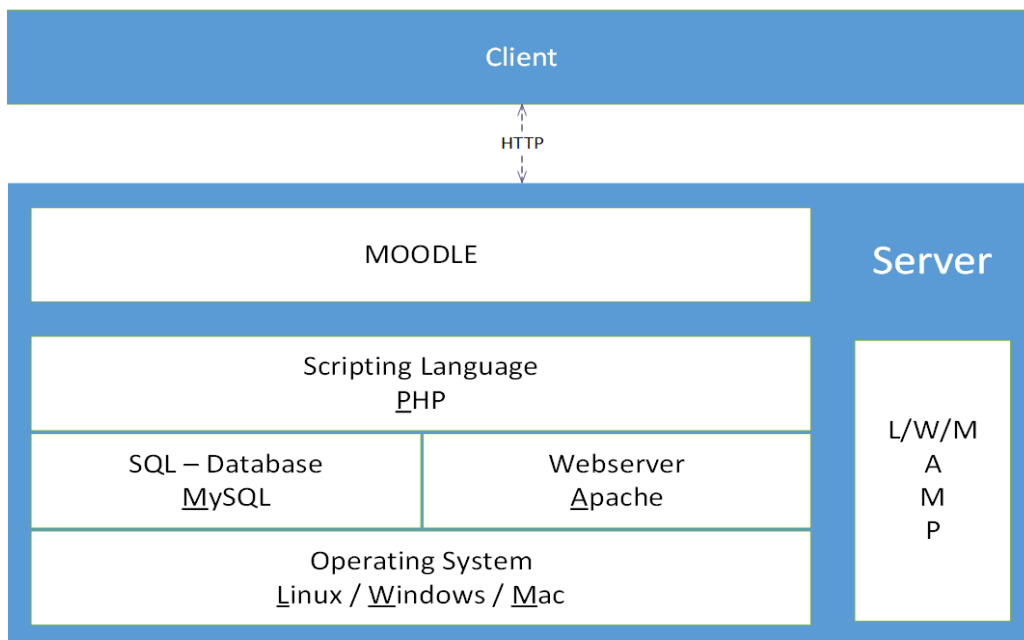 Client
HTTP
MOODLE
Server
Scripting Language
PHP
SQL – Database
MySQL
Webserver
Apache
Operating System
Linux / Windows / Mac
L/W/M
A
M
P